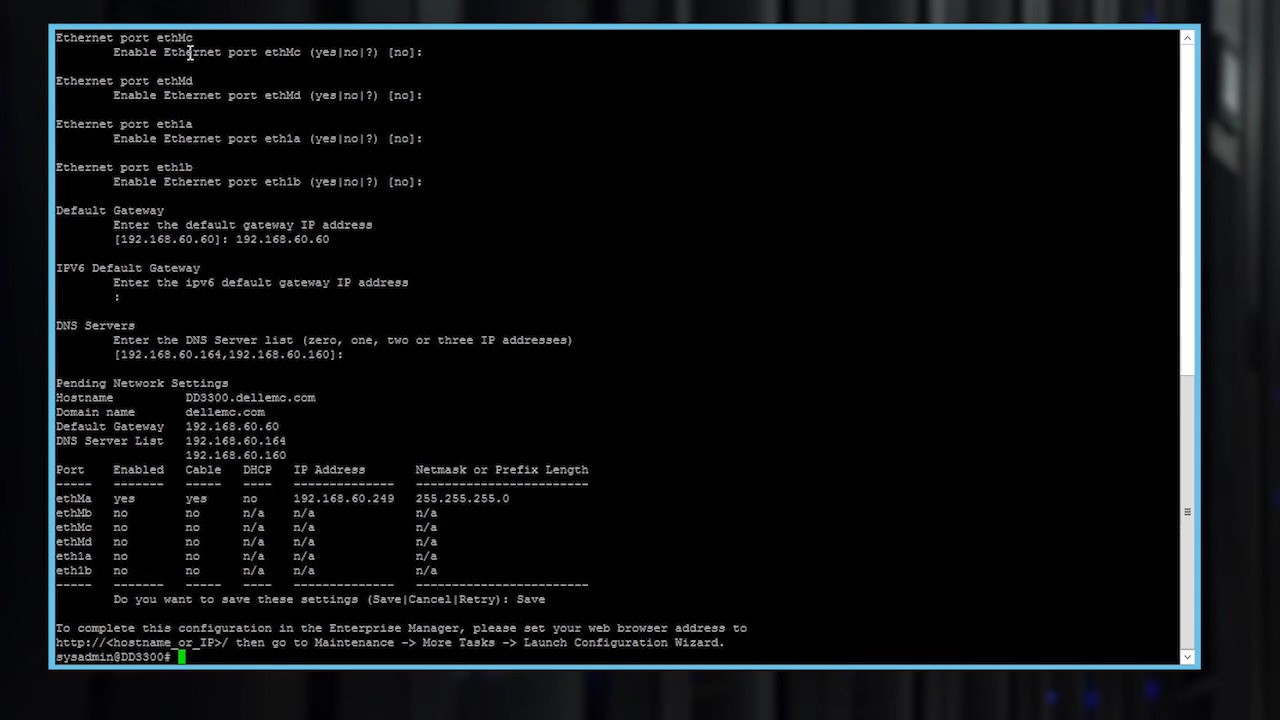 Ethernet port ethMc
Enable Ethernet port ethMc (yes|no|?) [no]:
Ethernet port ethMd
Enable Ethernet port ethMd (yes|no|?) [no]:
Ethernet port eth1a
Enable Ethernet port eth1a (yes|no|?) [no]:
Ethernet port eth1b
Enable Ethernet port eth1b (yes|no|?) [no]:
Default Gateway
Enter the default gateway IP address
[192.168.60.60]: 192.168.60.60
IPV6 Default Gateway
Enter the ipv6 default gateway IP address
:
DNS Servers
Enter the DNS Server list (zero, one, two or three IP addresses)
[192.168.60.164,192.168.60.160]:
Pending Network Settings
Hostname DD3300.dellemc.com
Domain name dellemc.com
Default Gateway 192.168.60.60
DNS Server List 192.168.60.164
192.168.60.160
Port Enabled Cable DHCP IP Address Netmask or Prefix Length
----- ------- ----- ---- -------------- ------------------------
ethMa yes yes no 192.168.60.249 255.255.255.0
ethMb no no n/a n/a n/a
ethMc no no n/a n/a n/a
ethMd no no n/a n/a n/a
eth1a no no n/a n/a n/a
eth1b no no n/a n/a n/a
----- ------- ----- ---- -------------- ------------------------
Do you want to save these settings (Save|Cancel|Retry): Save
To complete this configuration in the Enterprise Manager, please set your web browser address to
http://<hostname_or_IP>/ then go to Maintenance -> More Tasks -> Launch Configuration Wizard.
sysadmin@DD3300#